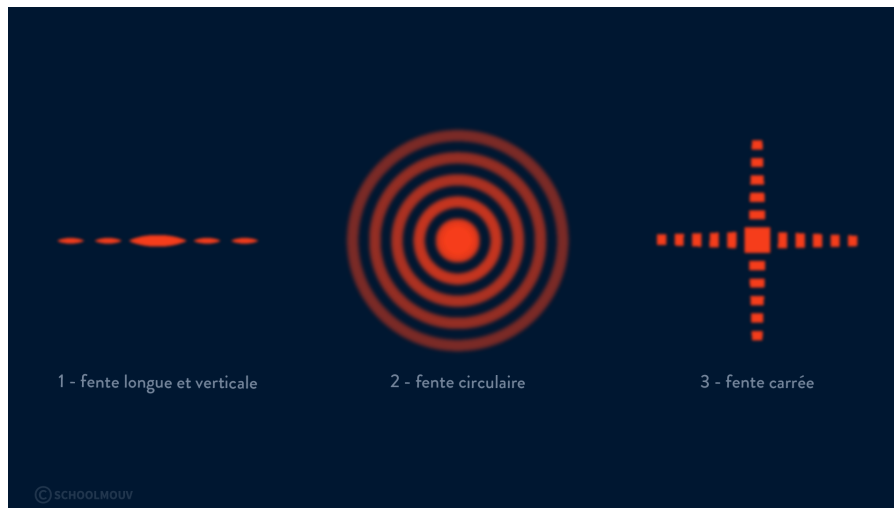 1 - fente longue et verticale
2 - fente circulaire
3 - fente carrée
© SCHOOLMOUV